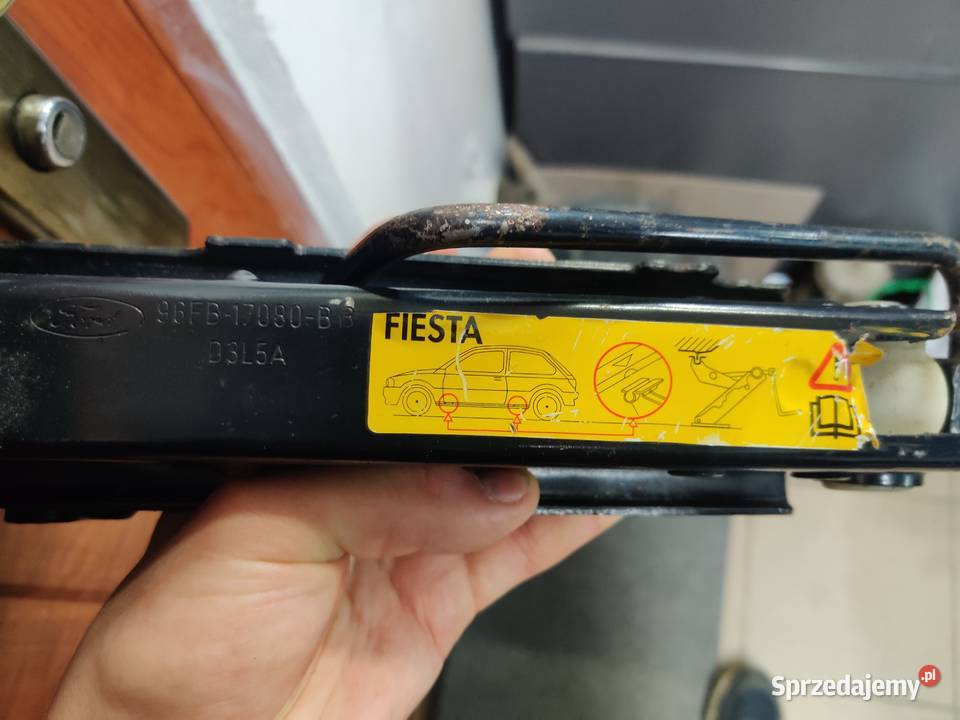 Ford
96FB-17080-BB
D3L5A
FIESTA
Sprzedajemy.pl